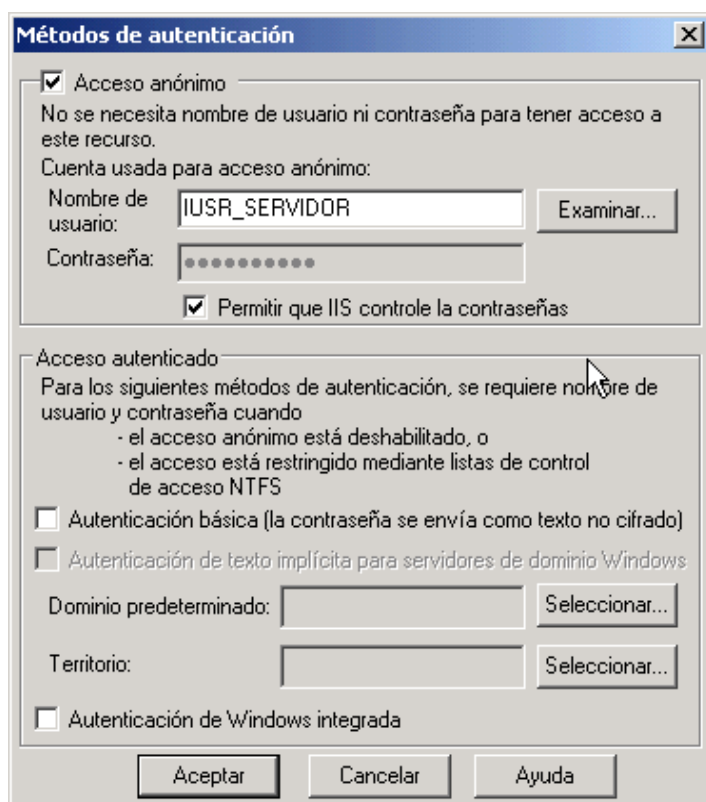 Métodos de autenticación
Acceso anónimo
No se necesita nombre de usuario ni contraseña para tener acceso a
este recurso.
Cuenta usada para acceso anónimo:
Nombre de
usuario:
IUSR_SERVIDOR
Examinar...
Contraseña:
●●●●●●●●●●
Permitir que IIS controle la contraseñas
Acceso autenticado
Para los siguientes métodos de autenticación, se requiere nombre de
usuario y contraseña cuando
- el acceso anónimo está deshabilitado, o
- el acceso está restringido mediante listas de control
de acceso NTFS
Autenticación básica (la contraseña se envía como texto no cifrado)
Autenticación de texto implícita para servidores de dominio Windows
Dominio predeterminado:
Seleccionar...
Territorio:
Seleccionar...
Autenticación de Windows integrada
Aceptar
Cancelar
Ayuda